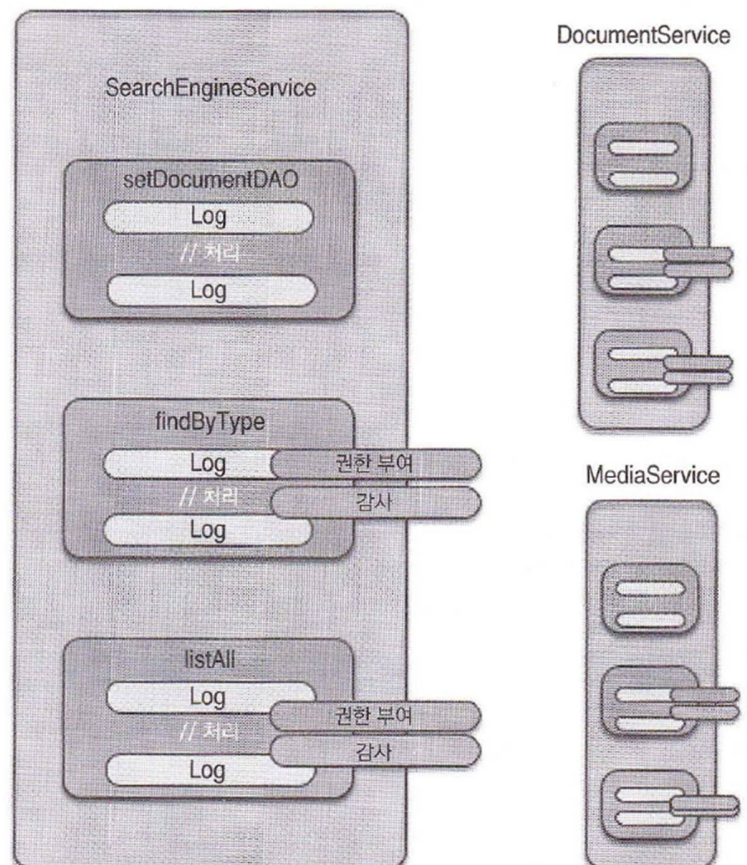 SearchEngineService
setDocumentDAO
Log
// 처리
Log
findByType
Log
권한 부여
// 처리
감사
Log
listAll
Log
권한 부여
// 처리
감사
Log
DocumentService
MediaService